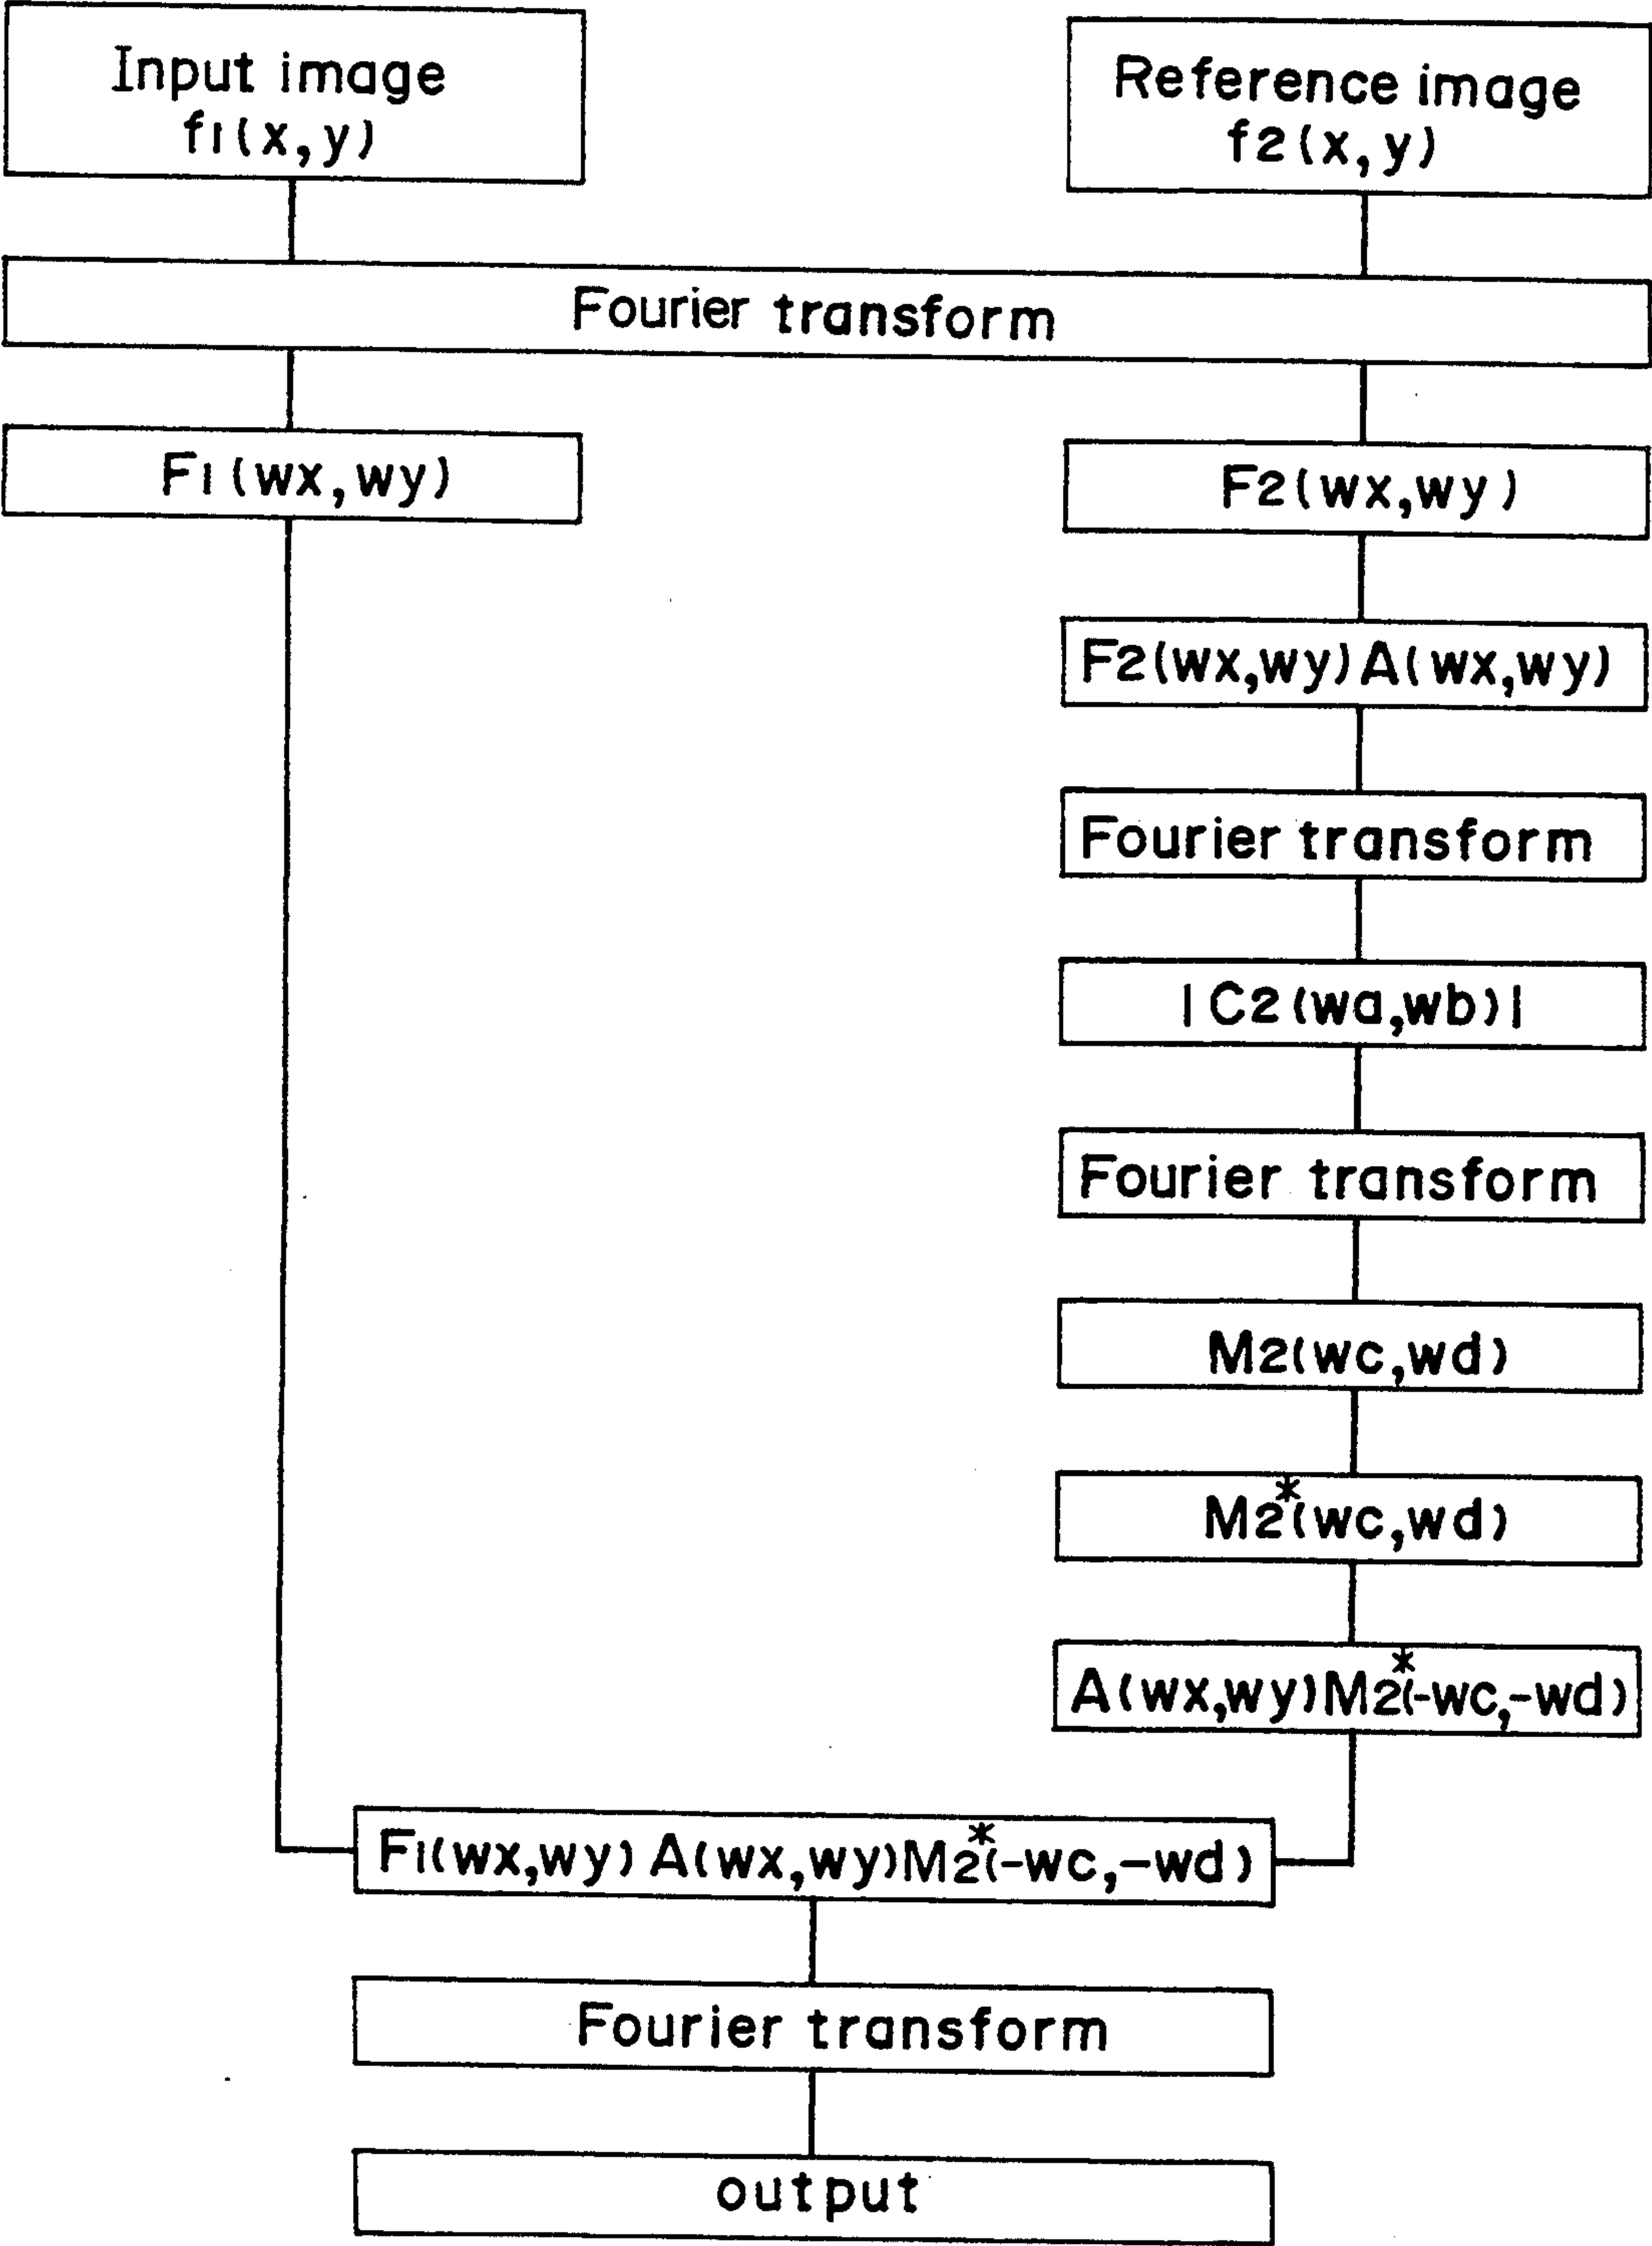 Input image
f1(x,y)
Reference image
f2(x,y)
Fourier transform
F1(wx,wy)
F2(wx,wy)
F2(wx,wy)A(wx,wy)
Fourier transform
|C2(wa,wb)|
Fourier transform
M2(wc,wd)
M2*(wc,wd)
A(wx,wy)M2*(-wc,-wd)
F1(wx,wy)A(wx,wy)M2*(-wc,-wd)
Fourier transform
output